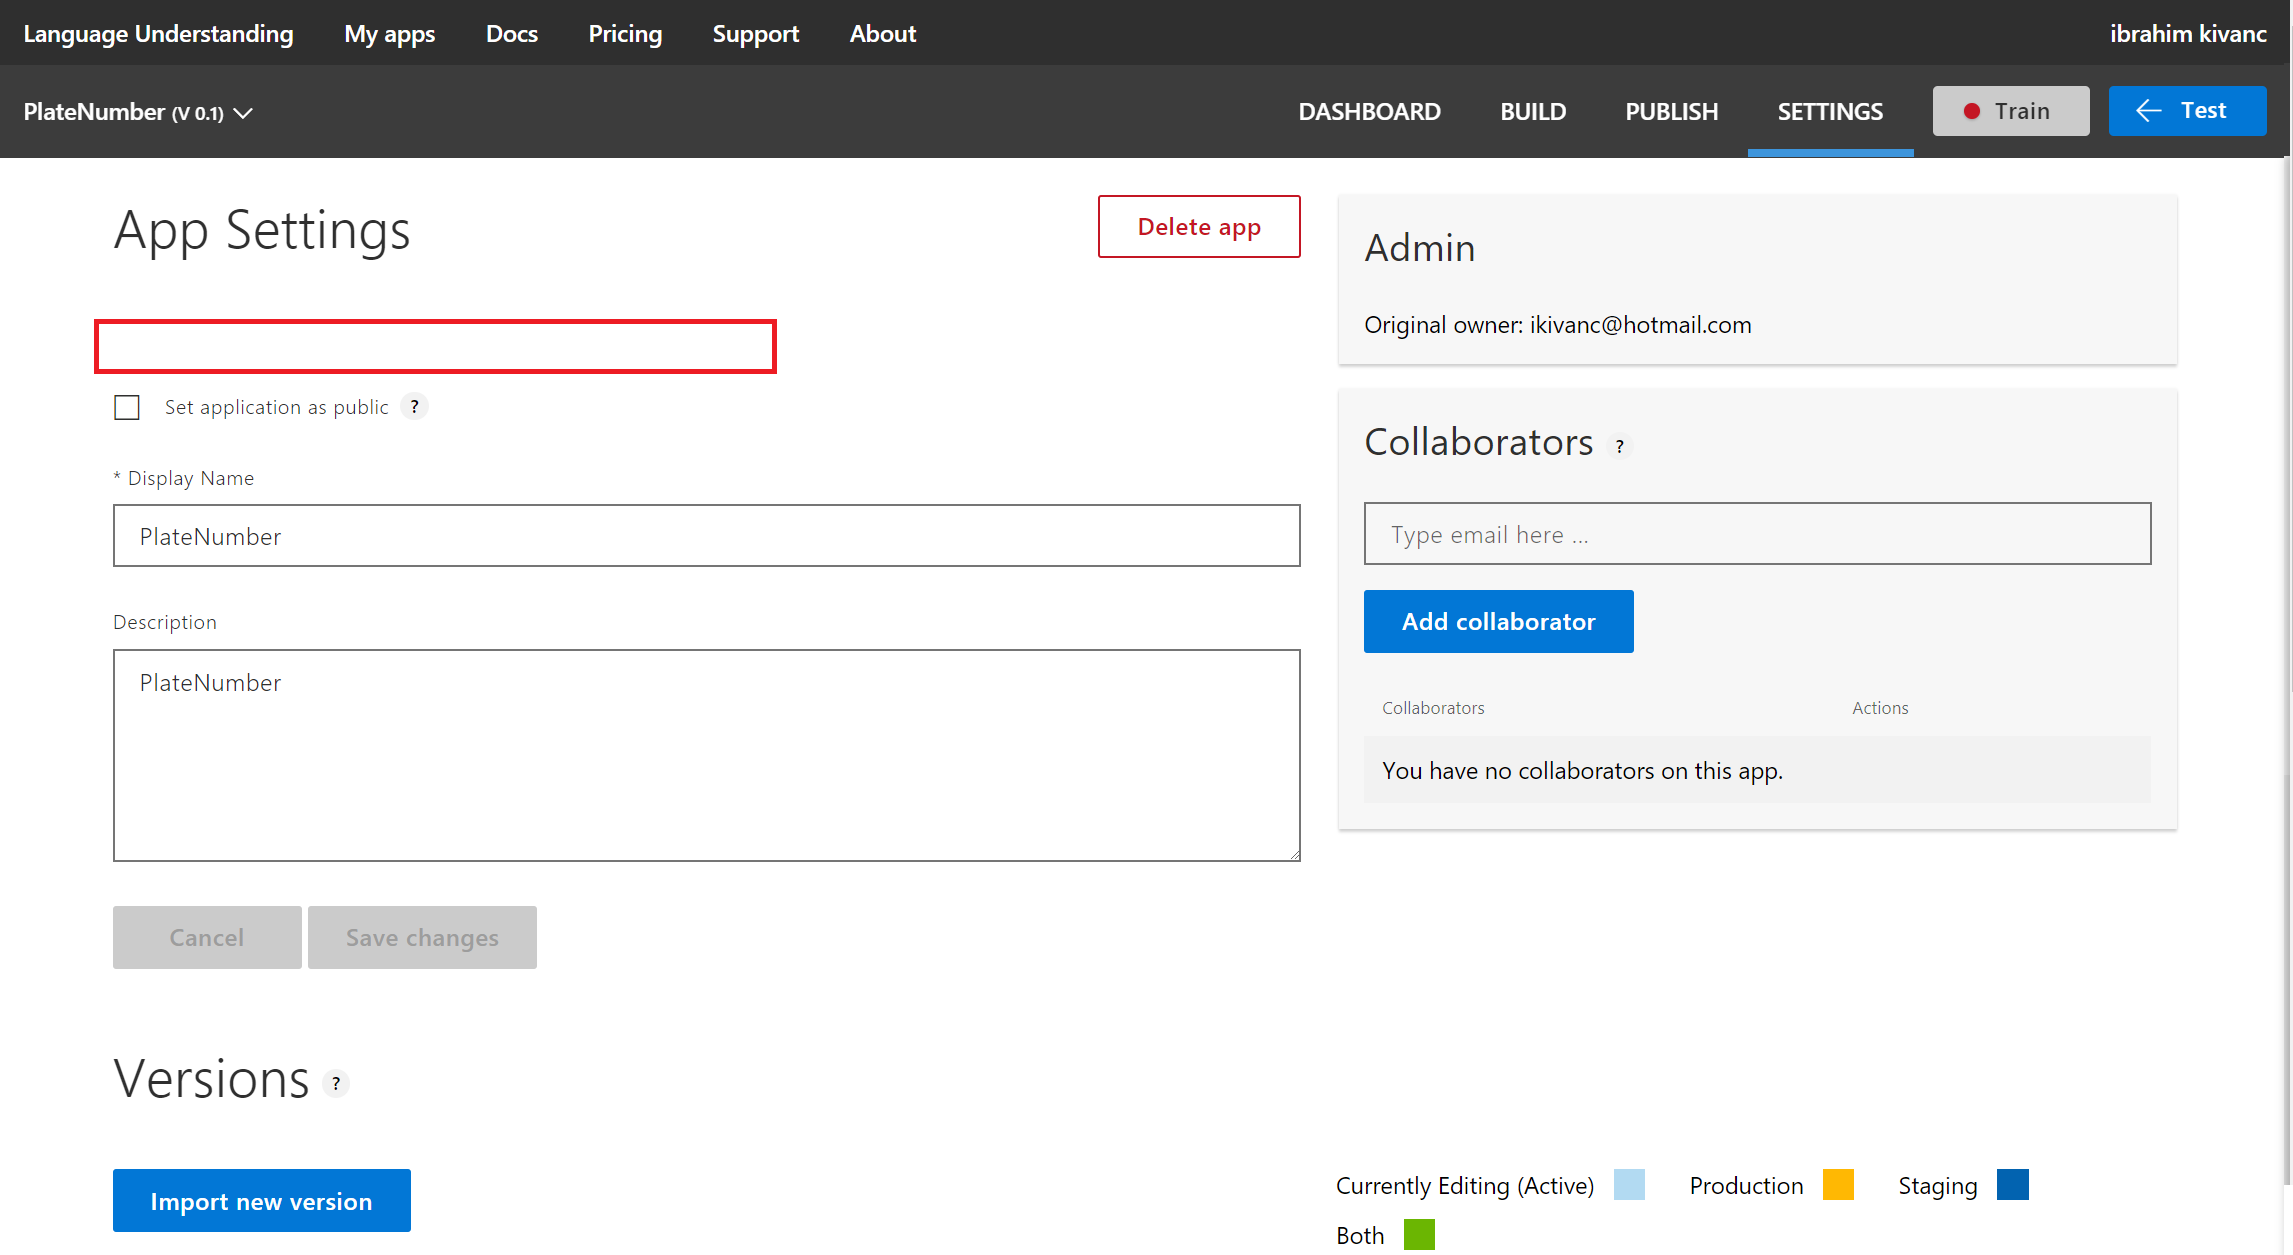 Language Understanding My apps Docs Pricing Support About ibrahim kivanc
PlateNumber (V 0.1) DASHBOARD BUILD PUBLISH SETTINGS Train Test
App Settings
Delete app
Set application as public ?
* Display Name
PlateNumber
Description
PlateNumber
Cancel Save changes
Admin
Original owner: ikivanc@hotmail.com
Collaborators ?
Type email here ...
Add collaborator
Collaborators Actions
You have no collaborators on this app.
Versions ?
Import new version
Currently Editing (Active) Production Staging
Both